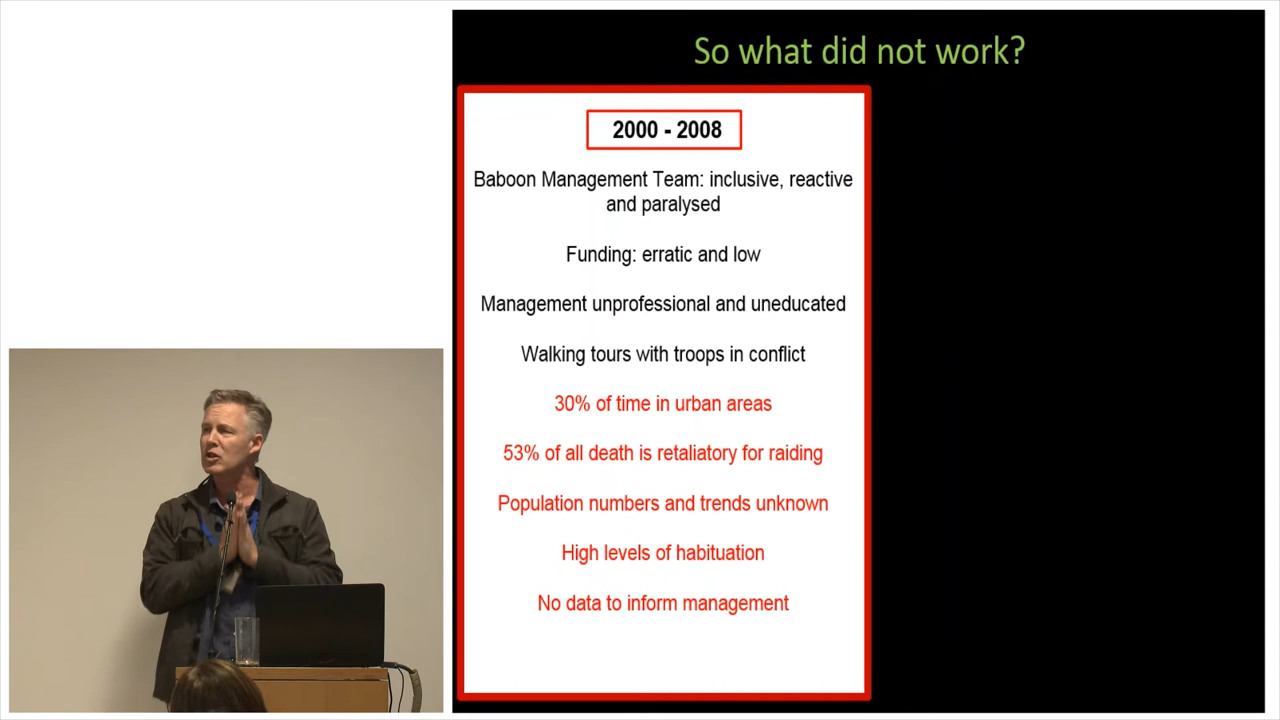 So what did not work?
2000 - 2008
Baboon Management Team: inclusive, reactive
and paralysed
Funding: erratic and low
Management unprofessional and uneducated
Walking tours with troops in conflict
30% of time in urban areas
53% of all death is retaliatory for raiding
Population numbers and trends unknown
High levels of habituation
No data to inform management